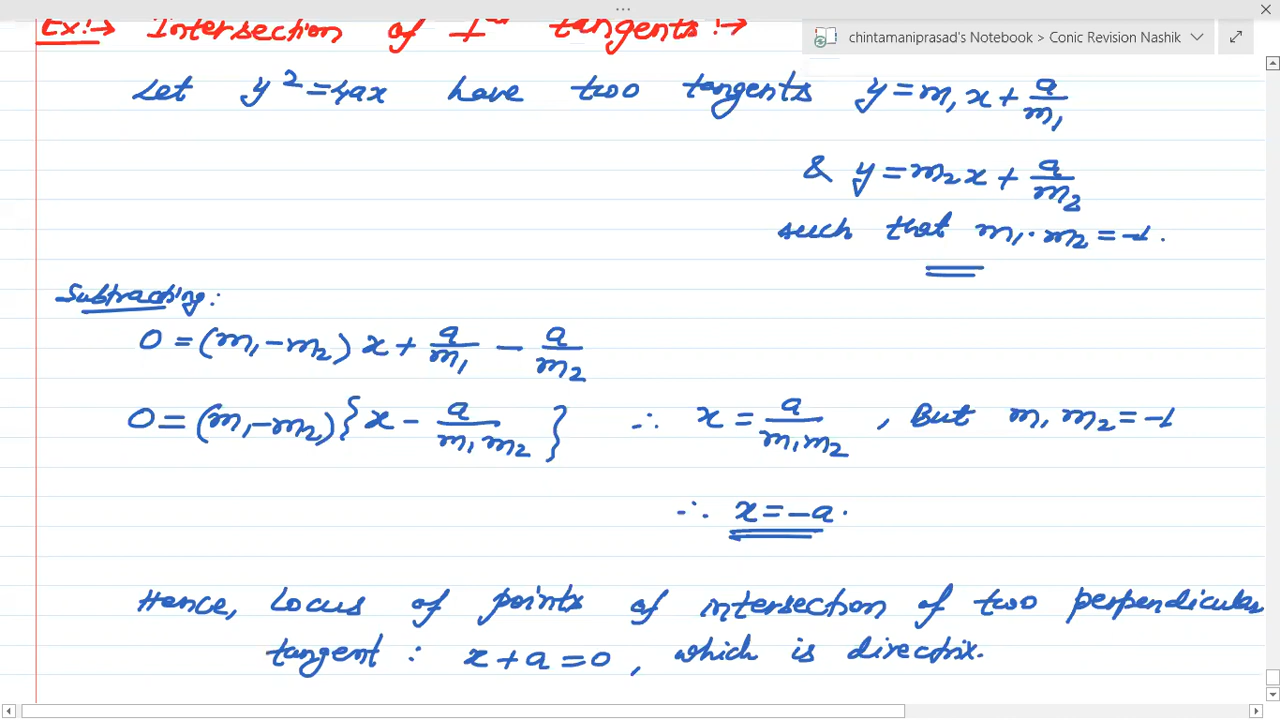 Ex:→ Intersection of ⊥ar tangents:→
chintamaniprasad's Notebook > Conic Revision Nashik
Let y² = 4ax have two tangents y = m₁x + a/m₁
& y = m₂x + a/m₂
such that m₁·m₂ = -1.
Subtracting:
0 = (m₁-m₂) x + a/m₁ - a/m₂
0 = (m₁-m₂){x - a/m₁m₂} ∴ x = a/m₁m₂ , But m₁m₂ = -1
∴ x = -a.
Hence, Locus of points of intersection of two perpendicular
tangent : x + a = 0 , which is directrix.